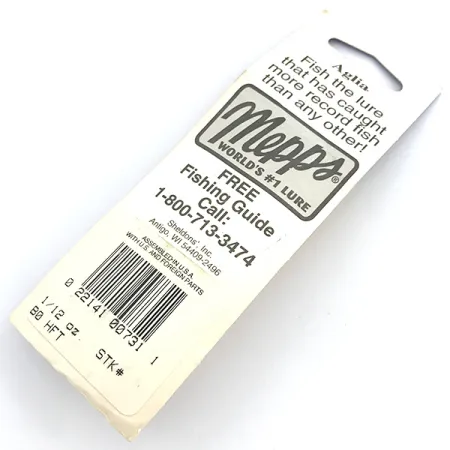 Aglia
Fish the lure
that has caught
more record fish
than any other!
Mepps®
WORLD'S #1 LURE
FREE
Fishing Guide
Call:
1-800-713-3474
Sheldons', Inc.
Antigo, WI 54409-2496
ASSEMBLED IN U.S.A.
WITH U.S. AND FOREIGN PARTS
0 22141 00731 1
1/12 oz
B0 HFT STK#